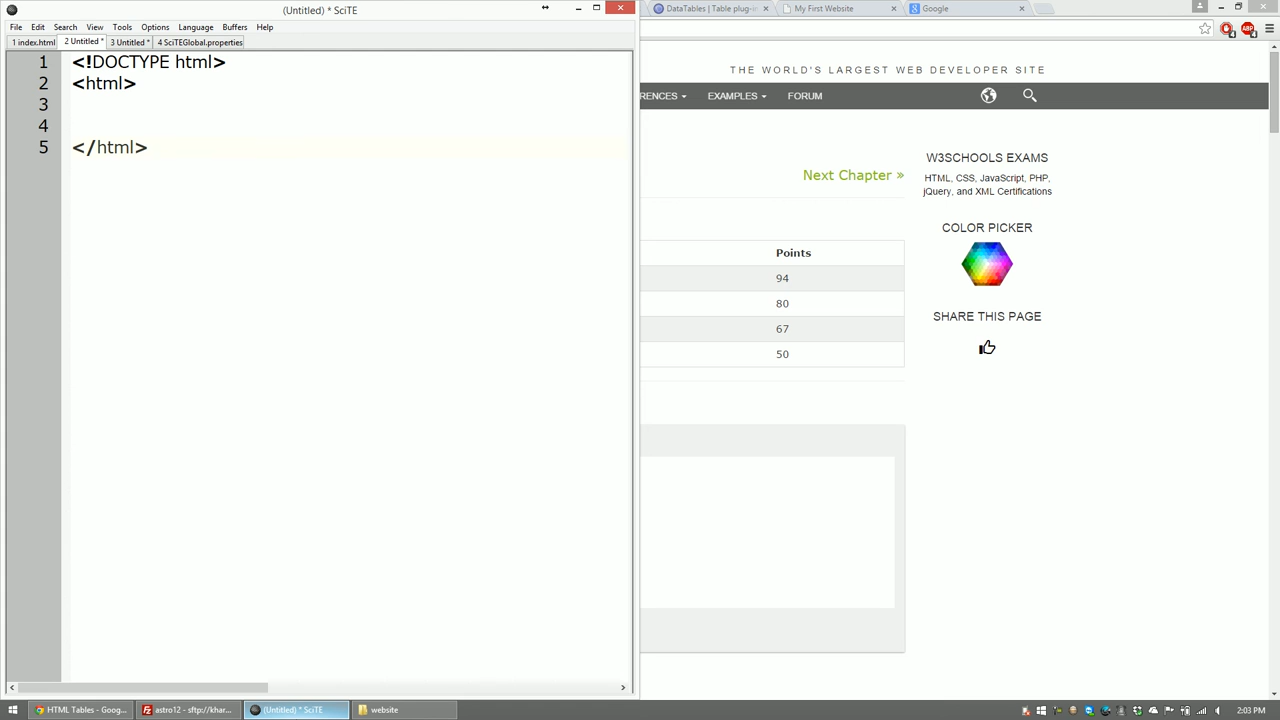 (Untitled) * SciTE
File Edit Search View Tools Options Language Buffers Help
1 index.html 2 Untitled * 3 Untitled * 4 SciTEGlobal.properties
1 <!DOCTYPE html>
2 <html>
3
4
5 </html>
DataTables | Table plug-in
My First Website
Google
THE WORLD'S LARGEST WEB DEVELOPER SITE
RENCES EXAMPLES FORUM
Next Chapter »
Points
94
80
67
50
W3SCHOOLS EXAMS
HTML, CSS, JavaScript, PHP,
jQuery, and XML Certifications
COLOR PICKER
SHARE THIS PAGE
HTML Tables - Goog...
astro12 - sftp://khar...
(Untitled) * SciTE
website
2:03 PM